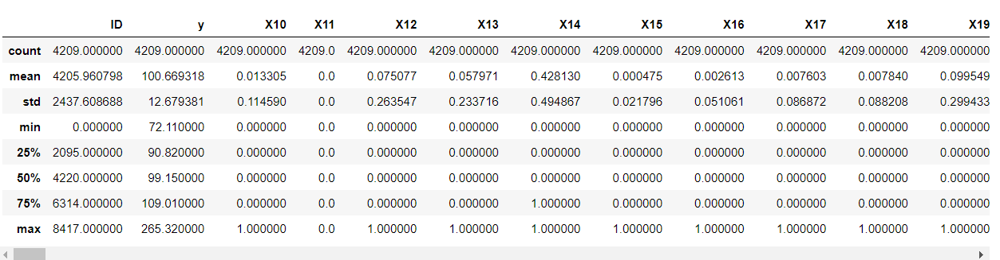 ID y X10 X11 X12 X13 X14 X15 X16 X17 X18 X19
count 4209.000000 4209.000000 4209.000000 4209.0 4209.000000 4209.000000 4209.000000 4209.000000 4209.000000 4209.000000 4209.000000 4209.000000
mean 4205.960798 100.669318 0.013305 0.0 0.075077 0.057971 0.428130 0.000475 0.002613 0.007603 0.007840 0.099549
std 2437.608688 12.679381 0.114590 0.0 0.263547 0.233716 0.494867 0.021796 0.051061 0.086872 0.088208 0.299433
min 0.000000 72.110000 0.000000 0.0 0.000000 0.000000 0.000000 0.000000 0.000000 0.000000 0.000000 0.000000
25% 2095.000000 90.820000 0.000000 0.0 0.000000 0.000000 0.000000 0.000000 0.000000 0.000000 0.000000 0.000000
50% 4220.000000 99.150000 0.000000 0.0 0.000000 0.000000 0.000000 0.000000 0.000000 0.000000 0.000000 0.000000
75% 6314.000000 109.010000 0.000000 0.0 0.000000 0.000000 1.000000 0.000000 0.000000 0.000000 0.000000 0.000000
max 8417.000000 265.320000 1.000000 0.0 1.000000 1.000000 1.000000 1.000000 1.000000 1.000000 1.000000 1.000000